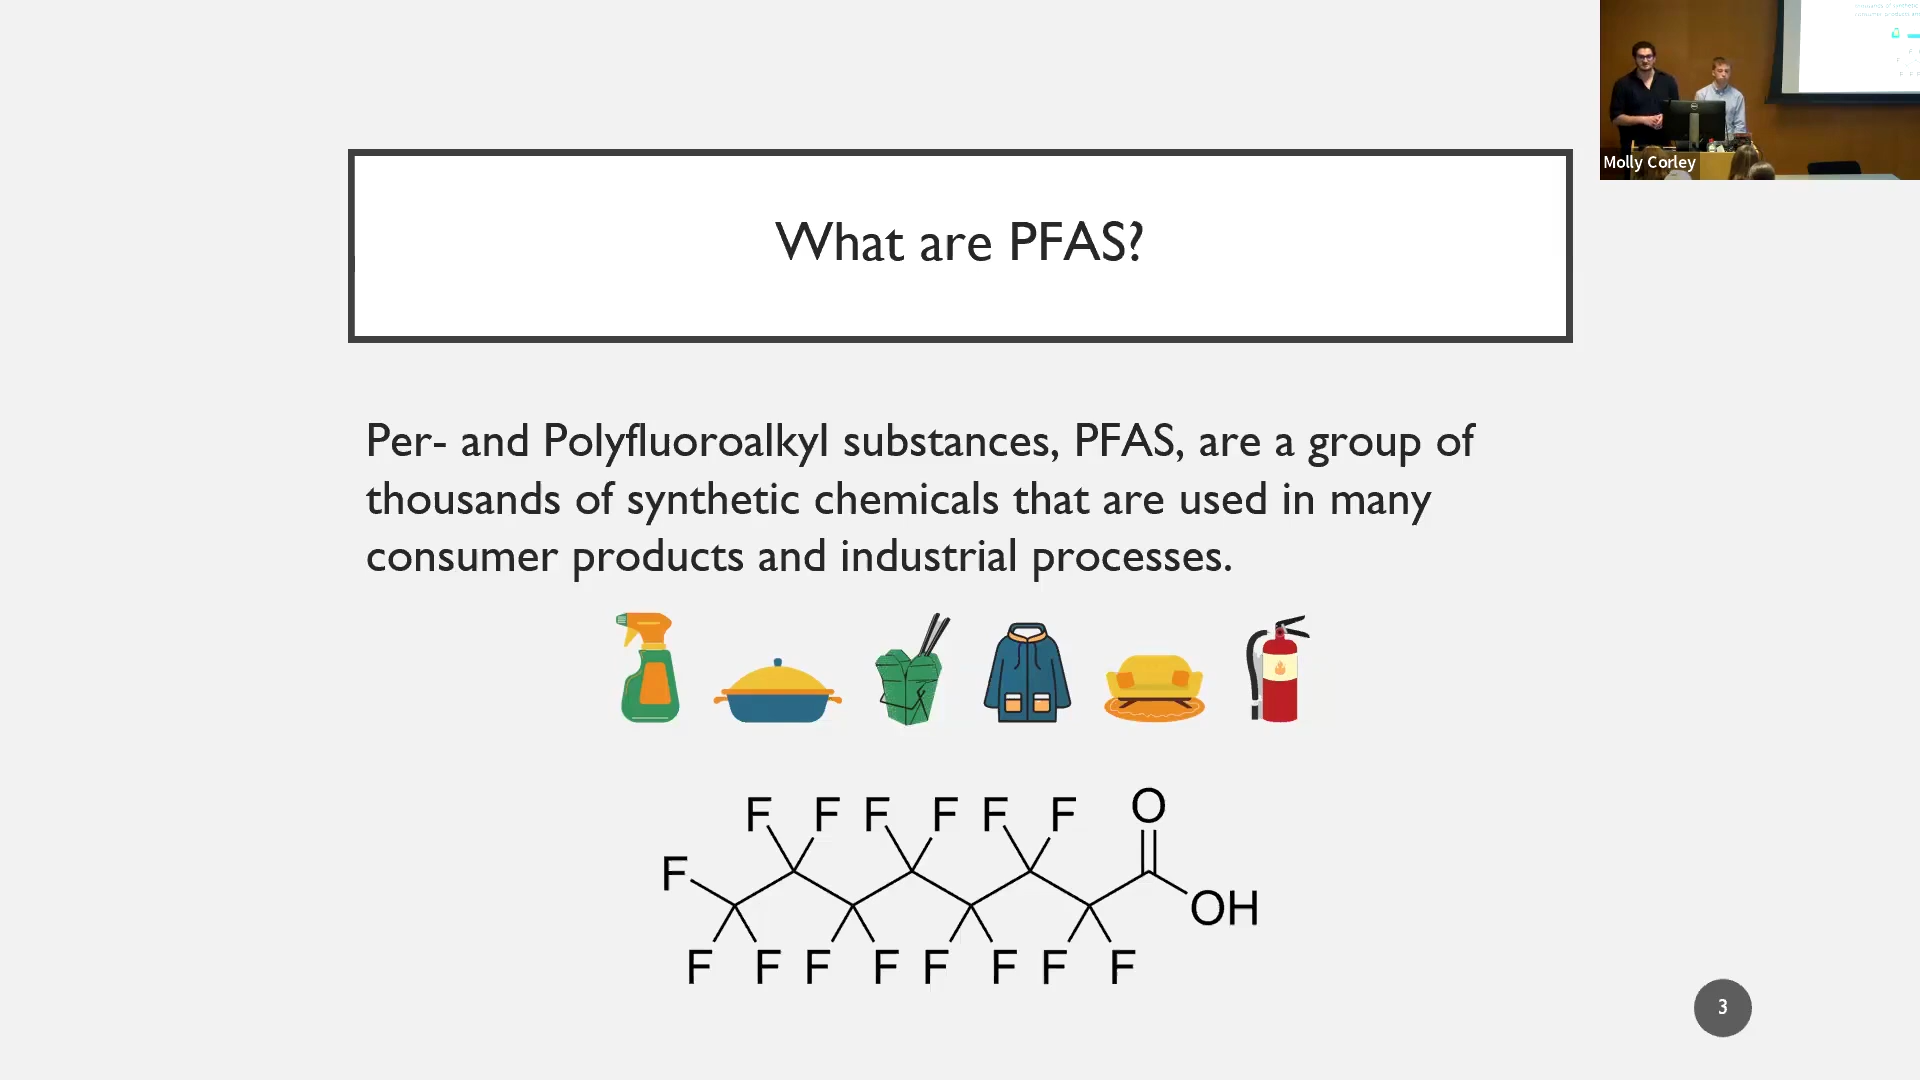 Molly Corley
What are PFAS?
Per- and Polyfluoroalkyl substances, PFAS, are a group of
thousands of synthetic chemicals that are used in many
consumer products and industrial processes.
F F F F F F O
F
OH
F F F F F F F F
3